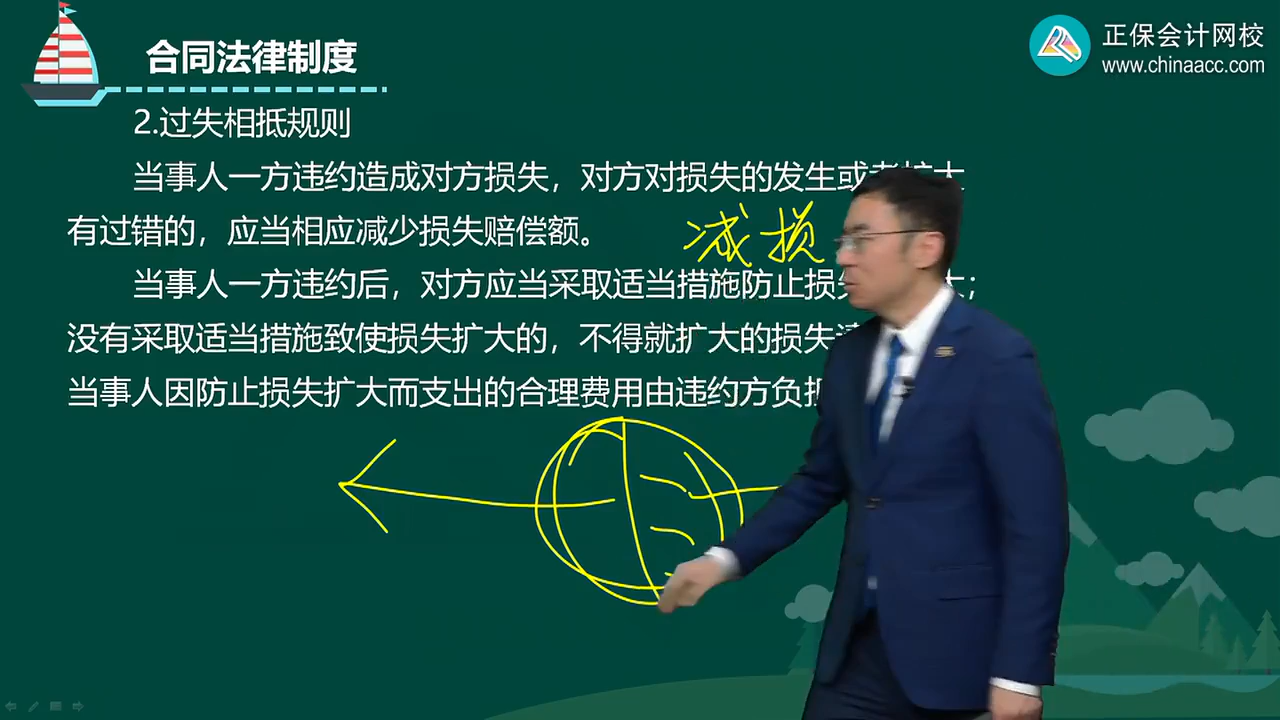 合同法律制度
正保会计网校
www.chinaacc.com
2.过失相抵规则
当事人一方违约造成对方损失，对方对损失的发生或者扩大
有过错的，应当相应减少损失赔偿额。
减损
当事人一方违约后，对方应当采取适当措施防止损失大；
没有采取适当措施致使损失扩大的，不得就扩大的损失
当事人因防止损失扩大而支出的合理费用由违约方负担